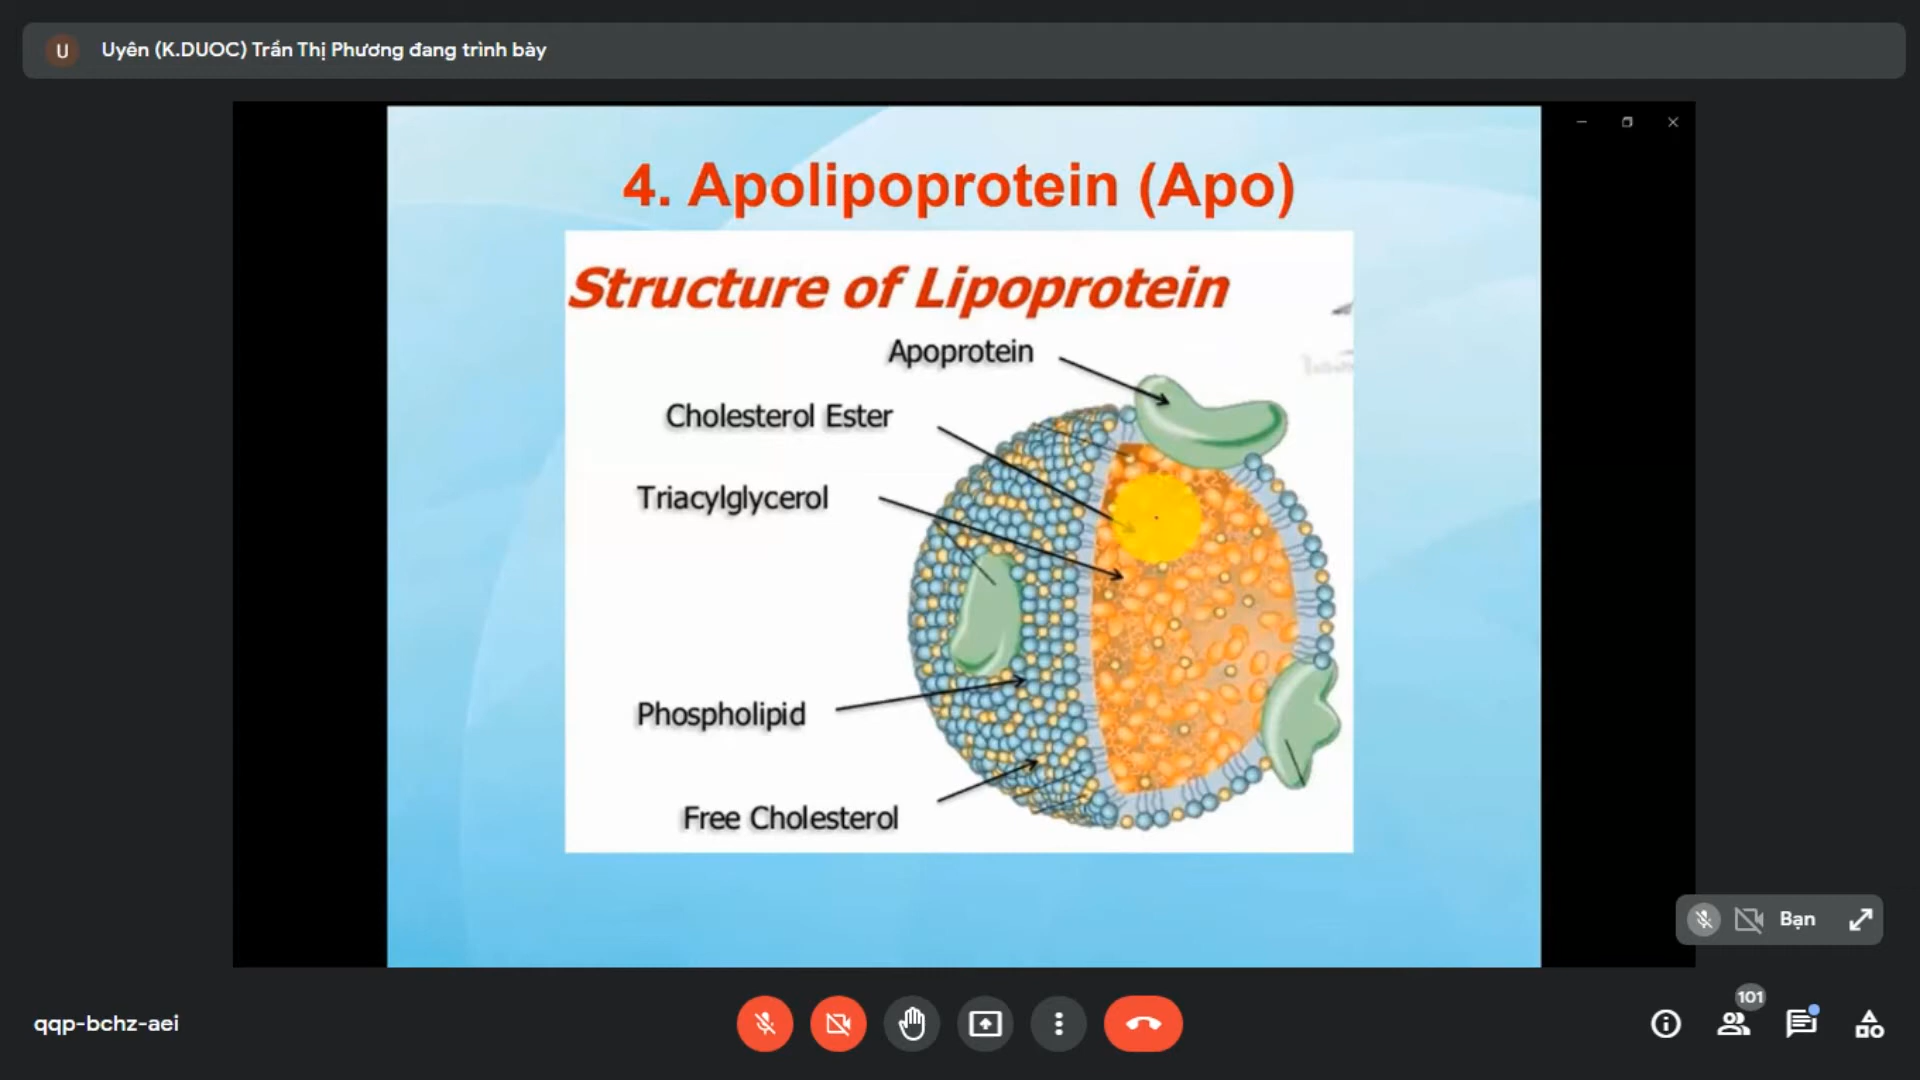 U
Uyên (K.DUOC) Trần Thị Phương đang trình bày
4. Apolipoprotein (Apo)
Structure of Lipoprotein
Apoprotein
Cholesterol Ester
Triacylglycerol
Phospholipid
Free Cholesterol
Bạn
qqp-bchz-aei
101